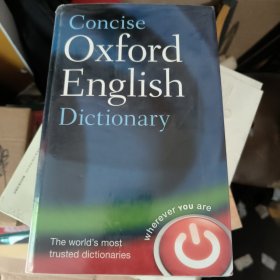 Concise
Oxford
English
Dictionary
wherever YOU are
The world's most
trusted dictionaries